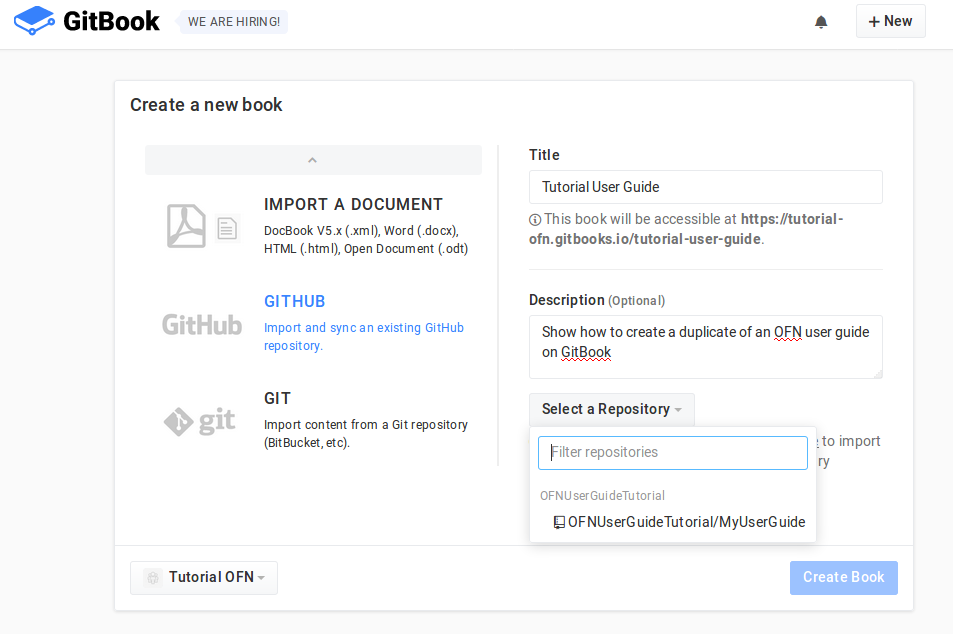 GitBook
WE ARE HIRING!
+ New
Create a new book
IMPORT A DOCUMENT
DocBook V5.x (.xml), Word (.docx),
HTML (.html), Open Document (.odt)
GitHub
GITHUB
Import and sync an existing GitHub
repository.
git
GIT
Import content from a Git repository
(BitBucket, etc).
Title
Tutorial User Guide
This book will be accessible at https://tutorial-
ofn.gitbooks.io/tutorial-user-guide.
Description (Optional)
Show how to create a duplicate of an OFN user guide
on GitBook
Select a Repository
Filter repositories
to import
OFNUserGuideTutorial
OFNUserGuideTutorial/MyUserGuide
Tutorial OFN
Create Book